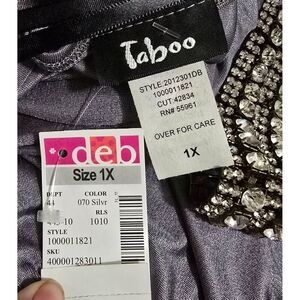 Taboo
STYLE:2012301DB
1000011821
CUT:42834
RN# 55961
OVER FOR CARE
1X
deb
Size 1X
DEPT COLOR
44 070 Silvr
RLS
10 1010
STYLE
1000011821
SKU
400001283011